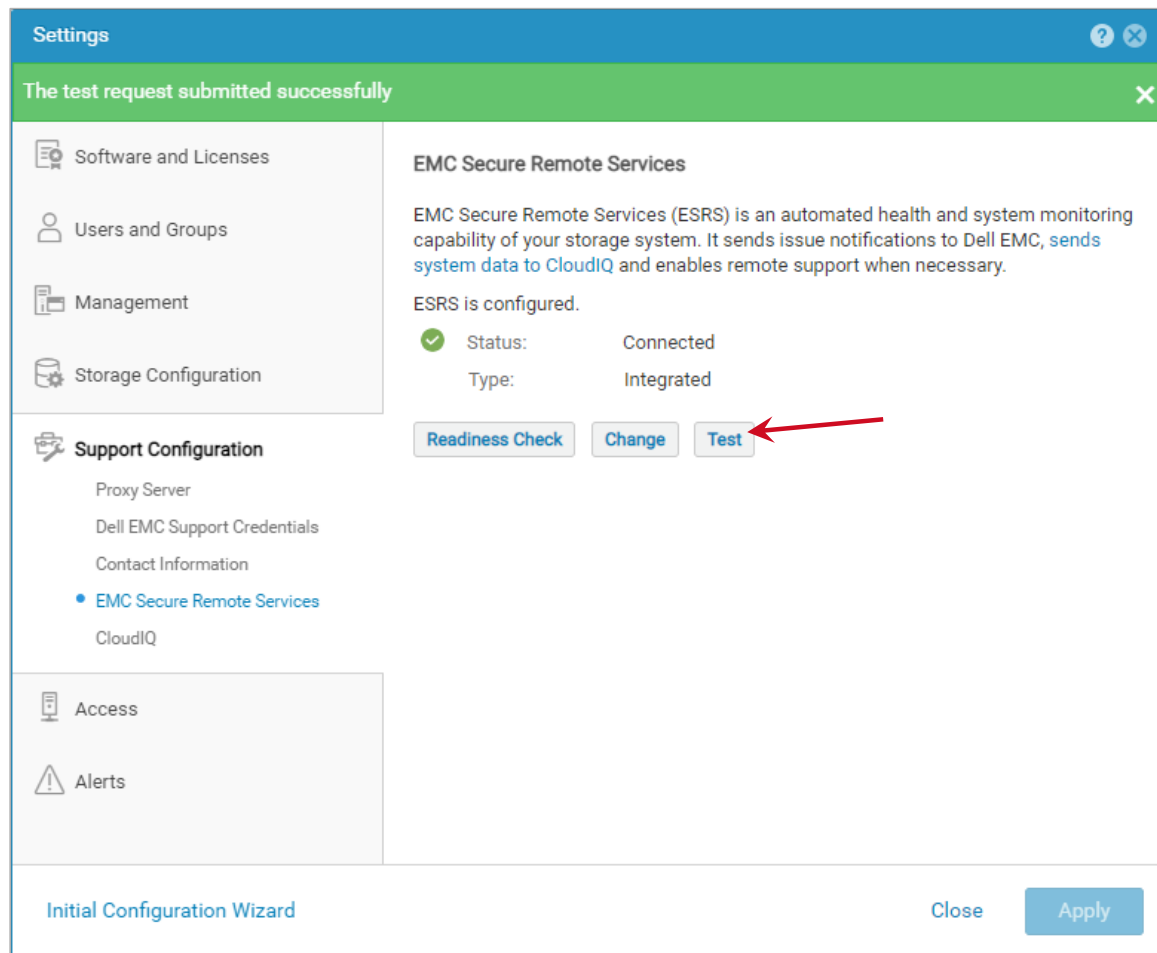 Settings
The test request submitted successfully
Software and Licenses
Users and Groups
Management
Storage Configuration
Support Configuration
Proxy Server
Dell EMC Support Credentials
Contact Information
EMC Secure Remote Services
CloudIQ
Access
Alerts
EMC Secure Remote Services
EMC Secure Remote Services (ESRS) is an automated health and system monitoring
capability of your storage system. It sends issue notifications to Dell EMC, sends
system data to CloudIQ and enables remote support when necessary.
ESRS is configured.
Status: Connected
Type: Integrated
Readiness Check Change Test
Initial Configuration Wizard Close Apply